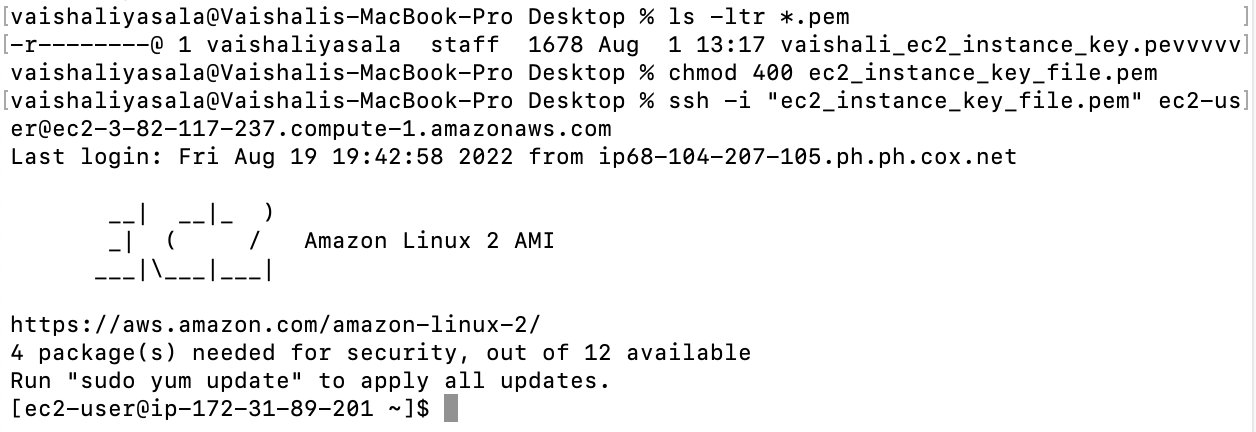 [vaishaliyasala@Vaishalis-MacBook-Pro Desktop % ls -ltr *.pem ]
[-r--------@ 1 vaishaliyasala  staff  1678 Aug  1 13:17 vaishali_ec2_instance_key.pevvvvv]
vaishaliyasala@Vaishalis-MacBook-Pro Desktop % chmod 400 ec2_instance_key_file.pem
[vaishaliyasala@Vaishalis-MacBook-Pro Desktop % ssh -i "ec2_instance_key_file.pem" ec2-us]
er@ec2-3-82-117-237.compute-1.amazonaws.com
Last login: Fri Aug 19 19:42:58 2022 from ip68-104-207-105.ph.ph.cox.net
       __|  __|_  )
       _|  (     /   Amazon Linux 2 AMI
      ___|\___|___|
https://aws.amazon.com/amazon-linux-2/
4 package(s) needed for security, out of 12 available
Run "sudo yum update" to apply all updates.
[ec2-user@ip-172-31-89-201 ~]$